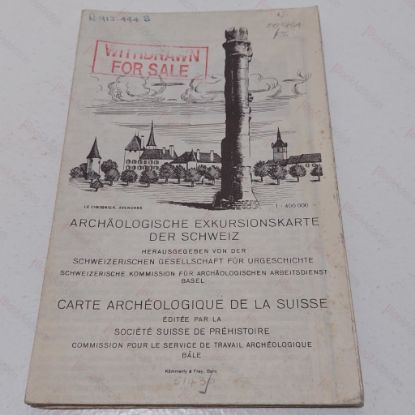 R 913.494 S
WITHDRAWN
FOR SALE
LE CIGOGNIER, AVENCHES
1 : 400 000
ARCHÄOLOGISCHE EXKURSIONSKARTE
DER SCHWEIZ
HERAUSGEGEBEN VON DER
SCHWEIZERISCHEN GESELLSCHAFT FÜR URGESCHICHTE
SCHWEIZERISCHE KOMMISSION FÜR ARCHÄOLOGISCHEN ARBEITSDIENST
BASEL
CARTE ARCHÉOLOGIQUE DE LA SUISSE
ÉDITÉE PAR LA
SOCIÉTÉ SUISSE DE PRÉHISTOIRE
COMMISSION POUR LE SERVICE DE TRAVAIL ARCHÉOLOGIQUE
BÂLE
Kümmerly & Frey, Bern